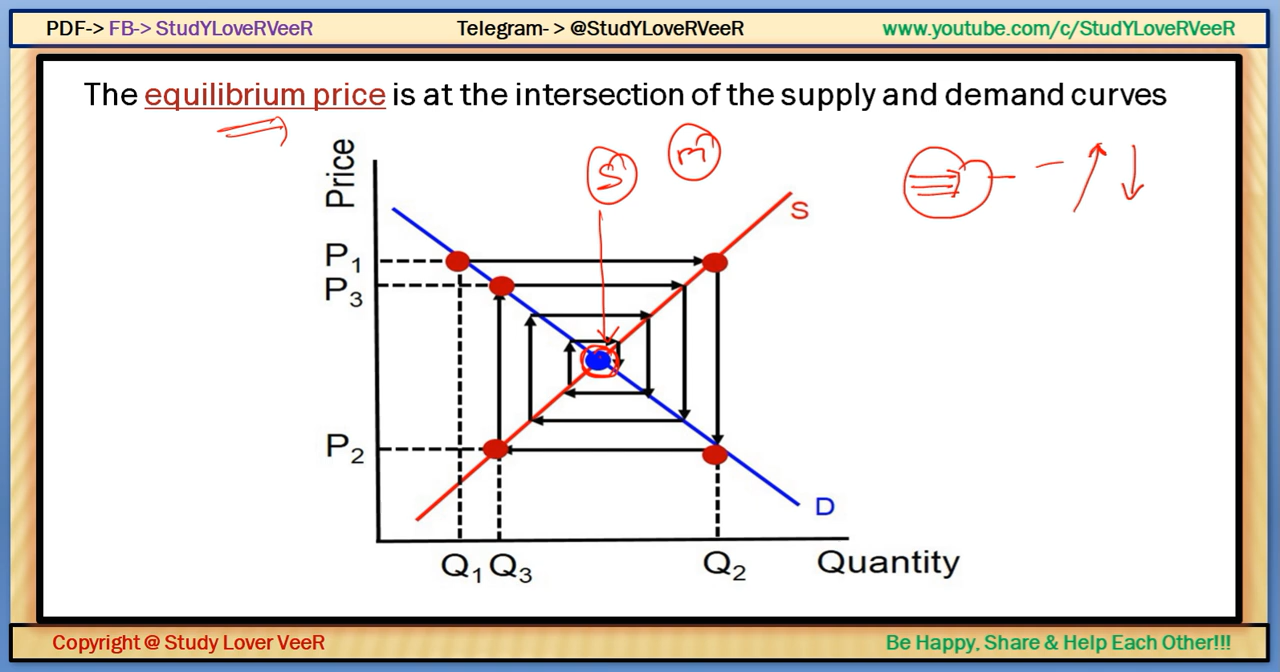 PDF-> FB-> StudYLoveRVeeR
Telegram- > @StudYLoveRVeeR
www.youtube.com/c/StudYLoveRVeeR
The equilibrium price is at the intersection of the supply and demand curves
Price
S
P1
P3
P2
D
Q1 Q3 Q2 Quantity
Copyright @ Study Lover VeeR
Be Happy, Share & Help Each Other!!!